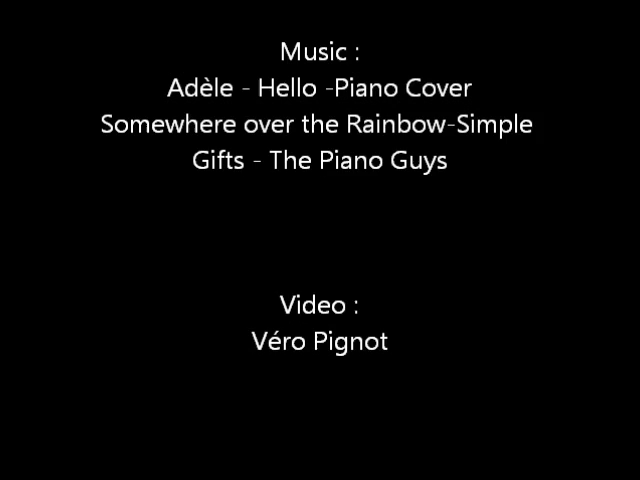 Music :
Adèle - Hello -Piano Cover
Somewhere over the Rainbow-Simple
Gifts - The Piano Guys
Video :
Véro Pignot